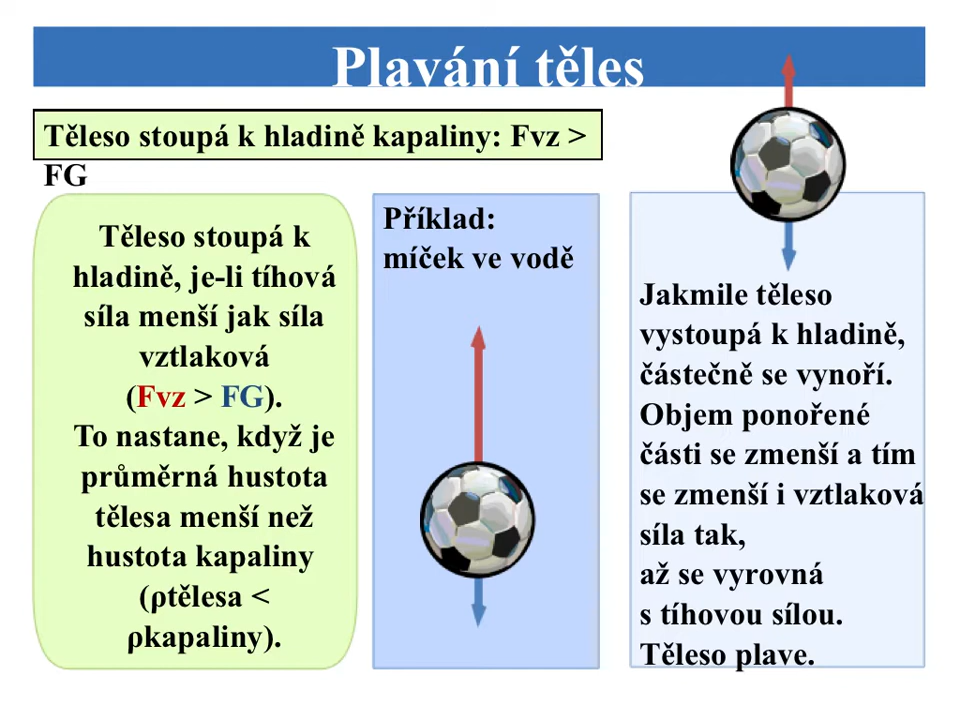 Plavání těles
Těleso stoupá k hladině kapaliny: Fvz >
FG
Těleso stoupá k
hladině, je-li tíhová
síla menší jak síla
vztlaková
(Fvz > FG).
To nastane, když je
průměrná hustota
tělesa menší než
hustota kapaliny
(ρtělesa <
ρkapaliny).
Příklad:
míček ve vodě
Jakmile těleso
vystoupá k hladině,
částečně se vynoří.
Objem ponořené
části se zmenší a tím
se zmenší i vztlaková
síla tak,
až se vyrovná
s tíhovou sílou.
Těleso plave.